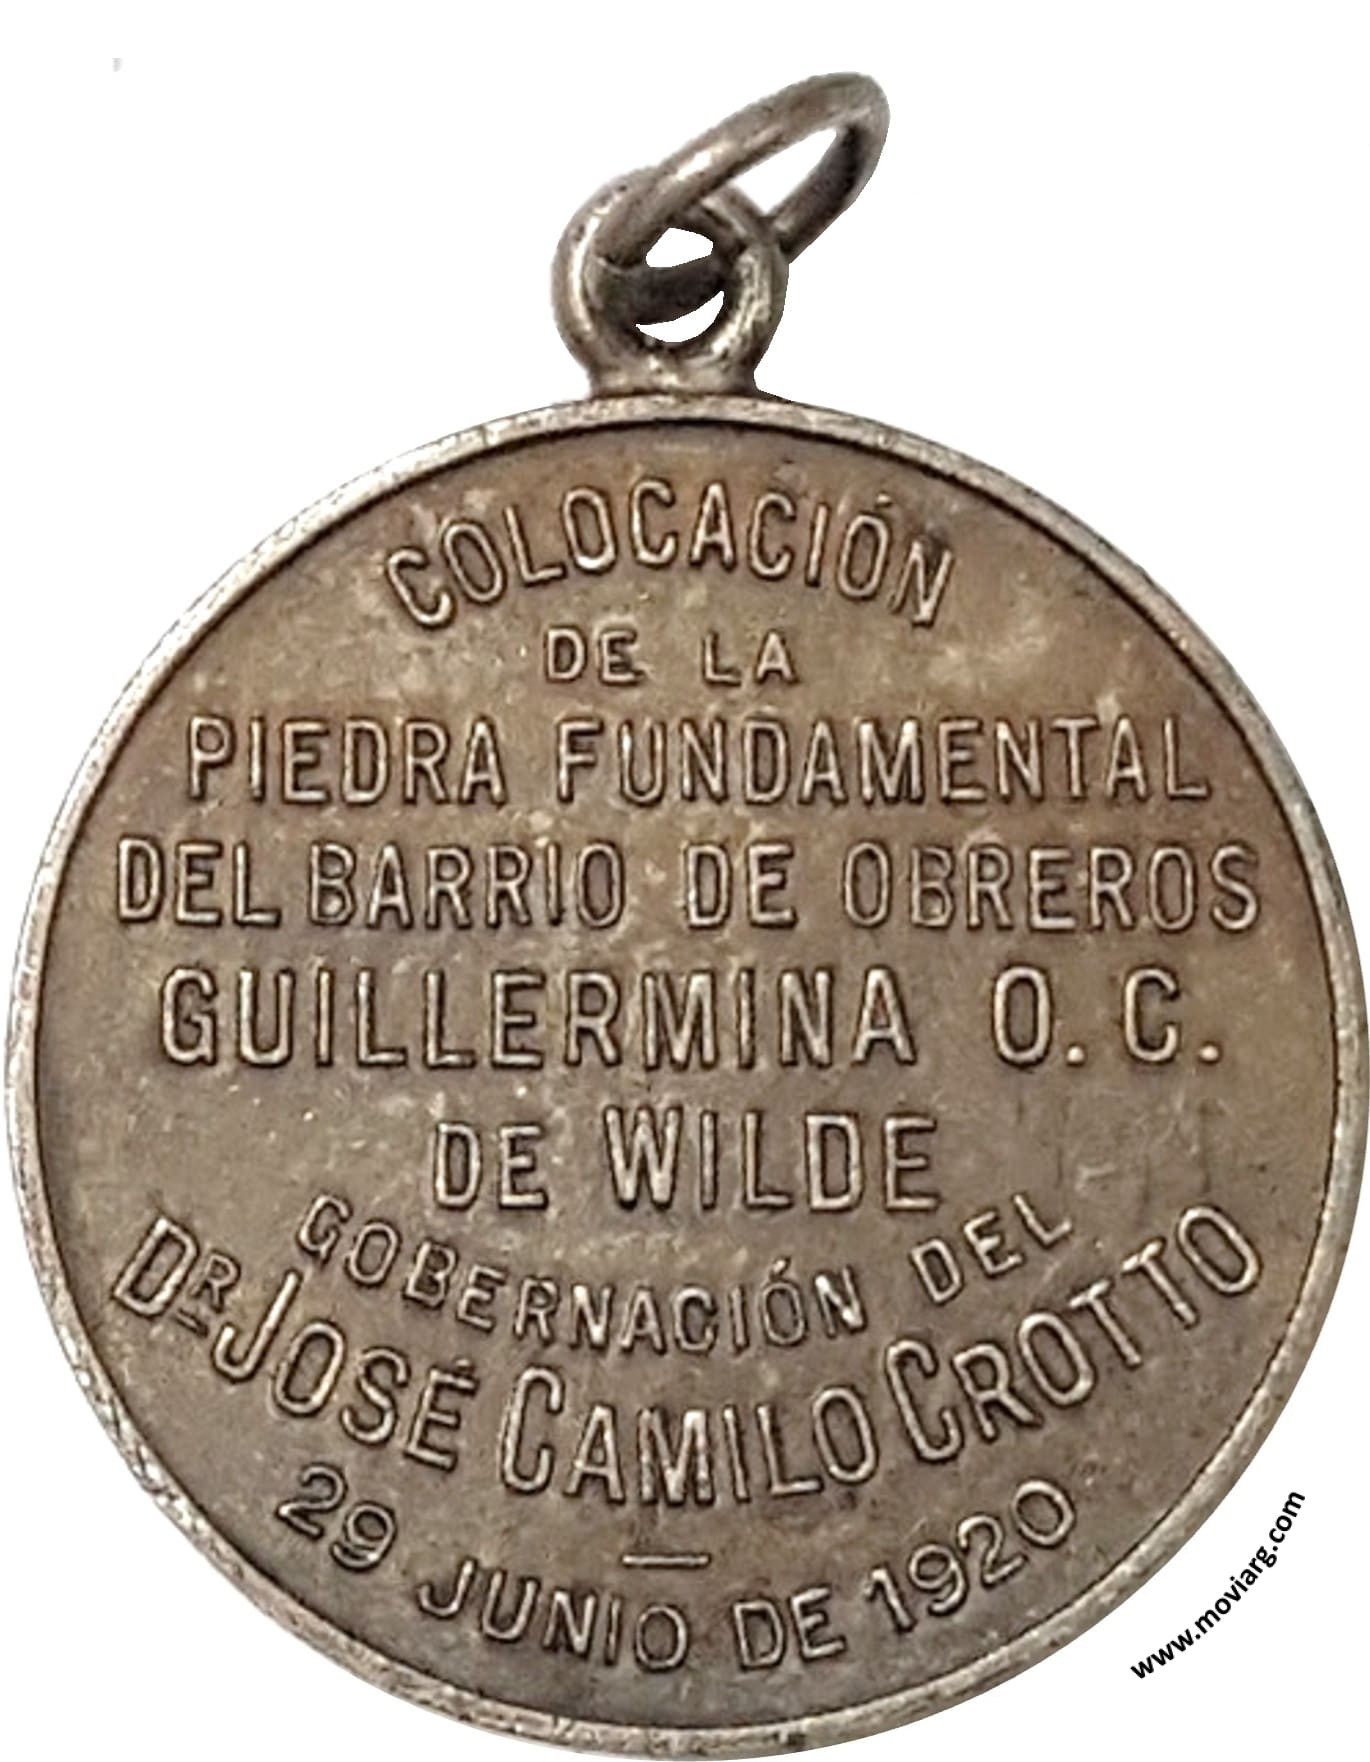 COLOCACIÓN
DE LA
PIEDRA FUNDAMENTAL
DEL BARRIO DE OBREROS
GUILLERMINA O. C.
DE WILDE
GOBERNACIÓN DEL
DR JOSÉ CAMILO CROTTO
29 JUNIO DE 1920
www.moviarg.com